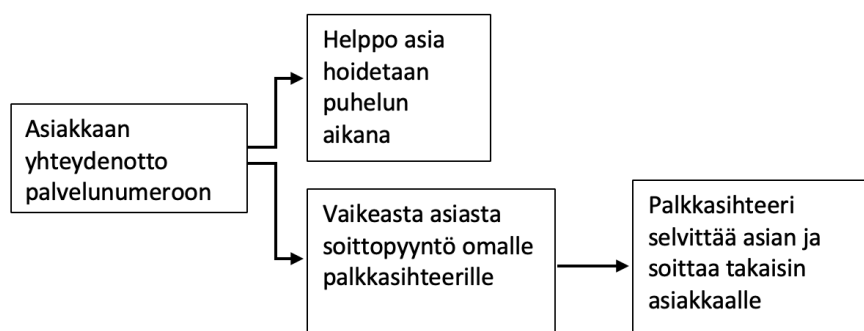 Asiakkaan
yhteydenotto
palvelunumeroon
Helppo asia
hoidetaan
puhelun
aikana
Vaikeasta asiasta
soittopyyntö omalle
palkkasihteerille
Palkkasihteeri
selvittää asian ja
soittaa takaisin
asiakkaalle